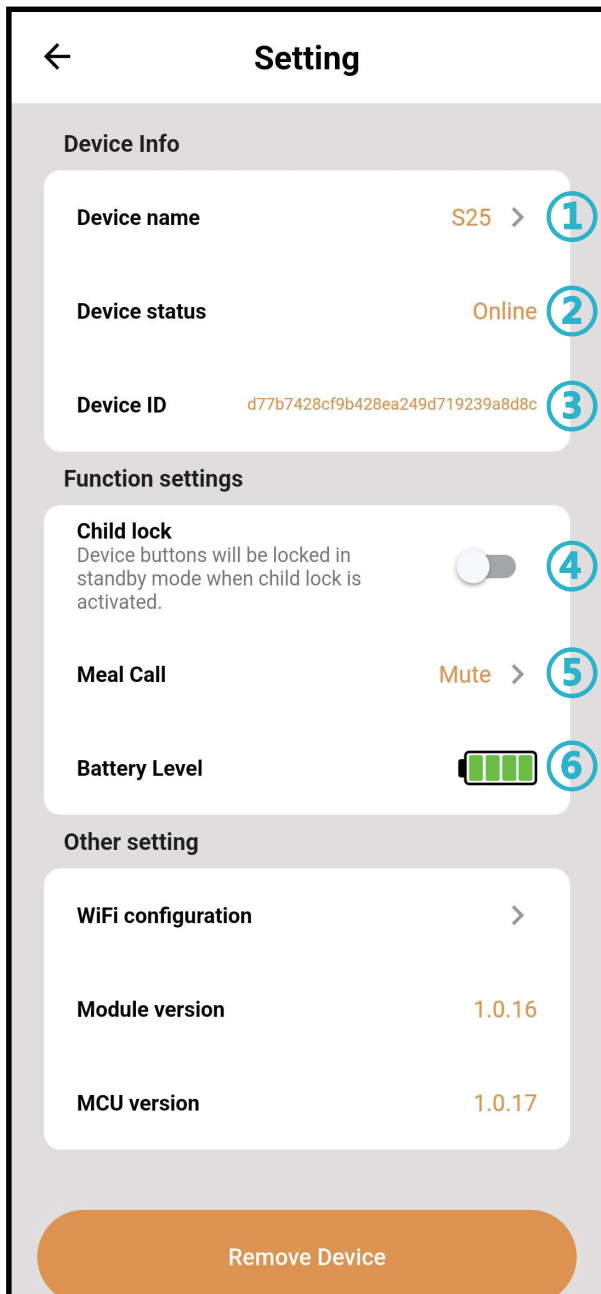 Setting
Device Info
Device name S25 ①
Device status Online ②
Device ID d77b7428cf9b428ea249d719239a8d8c ③
Function settings
Child lock
Device buttons will be locked in
standby mode when child lock is
activated.
④
Meal Call Mute ⑤
Battery Level ⑥
Other setting
WiFi configuration
Module version 1.0.16
MCU version 1.0.17
Remove Device